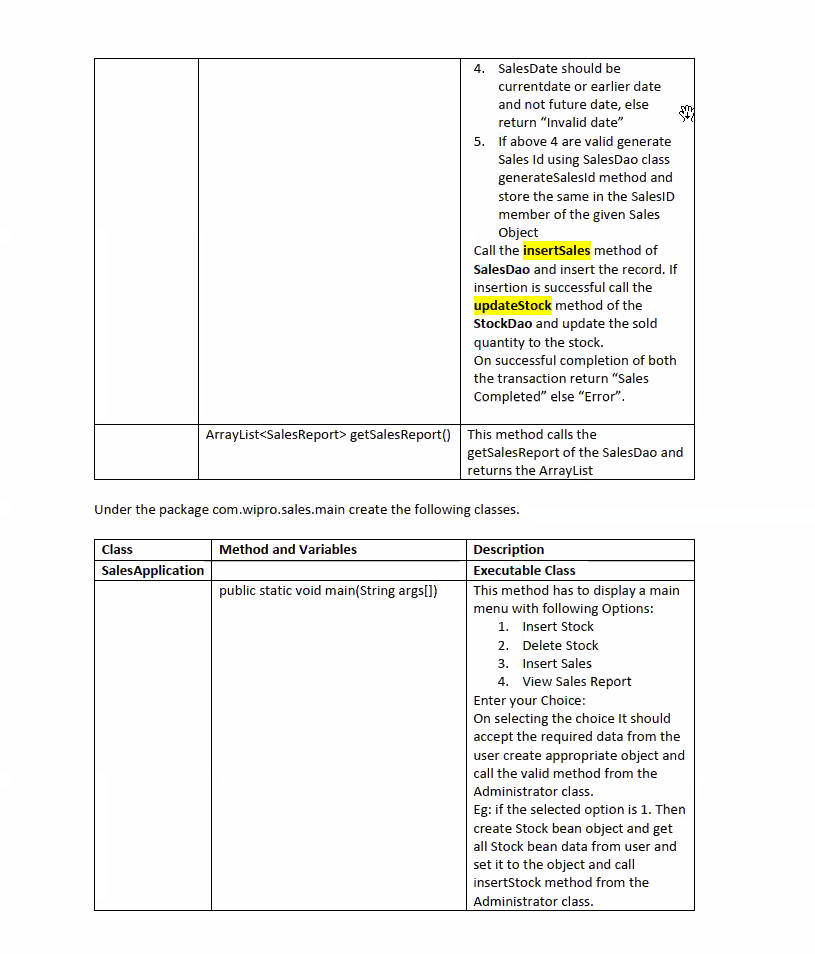 4. SalesDate should be
currentdate or earlier date
and not future date, else
return “Invalid date”
5. If above 4 are valid generate
Sales Id using SalesDao class
generateSalesId method and
store the same in the SalesID
member of the given Sales
Object
Call the insertSales method of
SalesDao and insert the record. If
insertion is successful call the
updateStock method of the
StockDao and update the sold
quantity to the stock.
On successful completion of both
the transaction return “Sales
Completed” else “Error”.
ArrayList<SalesReport> getSalesReport()
This method calls the
getSalesReport of the SalesDao and
returns the ArrayList
Under the package com.wipro.sales.main create the following classes.
Class Method and Variables Description
SalesApplication Executable Class
public static void main(String args[])
This method has to display a main
menu with following Options:
1. Insert Stock
2. Delete Stock
3. Insert Sales
4. View Sales Report
Enter your Choice:
On selecting the choice It should
accept the required data from the
user create appropriate object and
call the valid method from the
Administrator class.
Eg: if the selected option is 1. Then
create Stock bean object and get
all Stock bean data from user and
set it to the object and call
insertStock method from the
Administrator class.